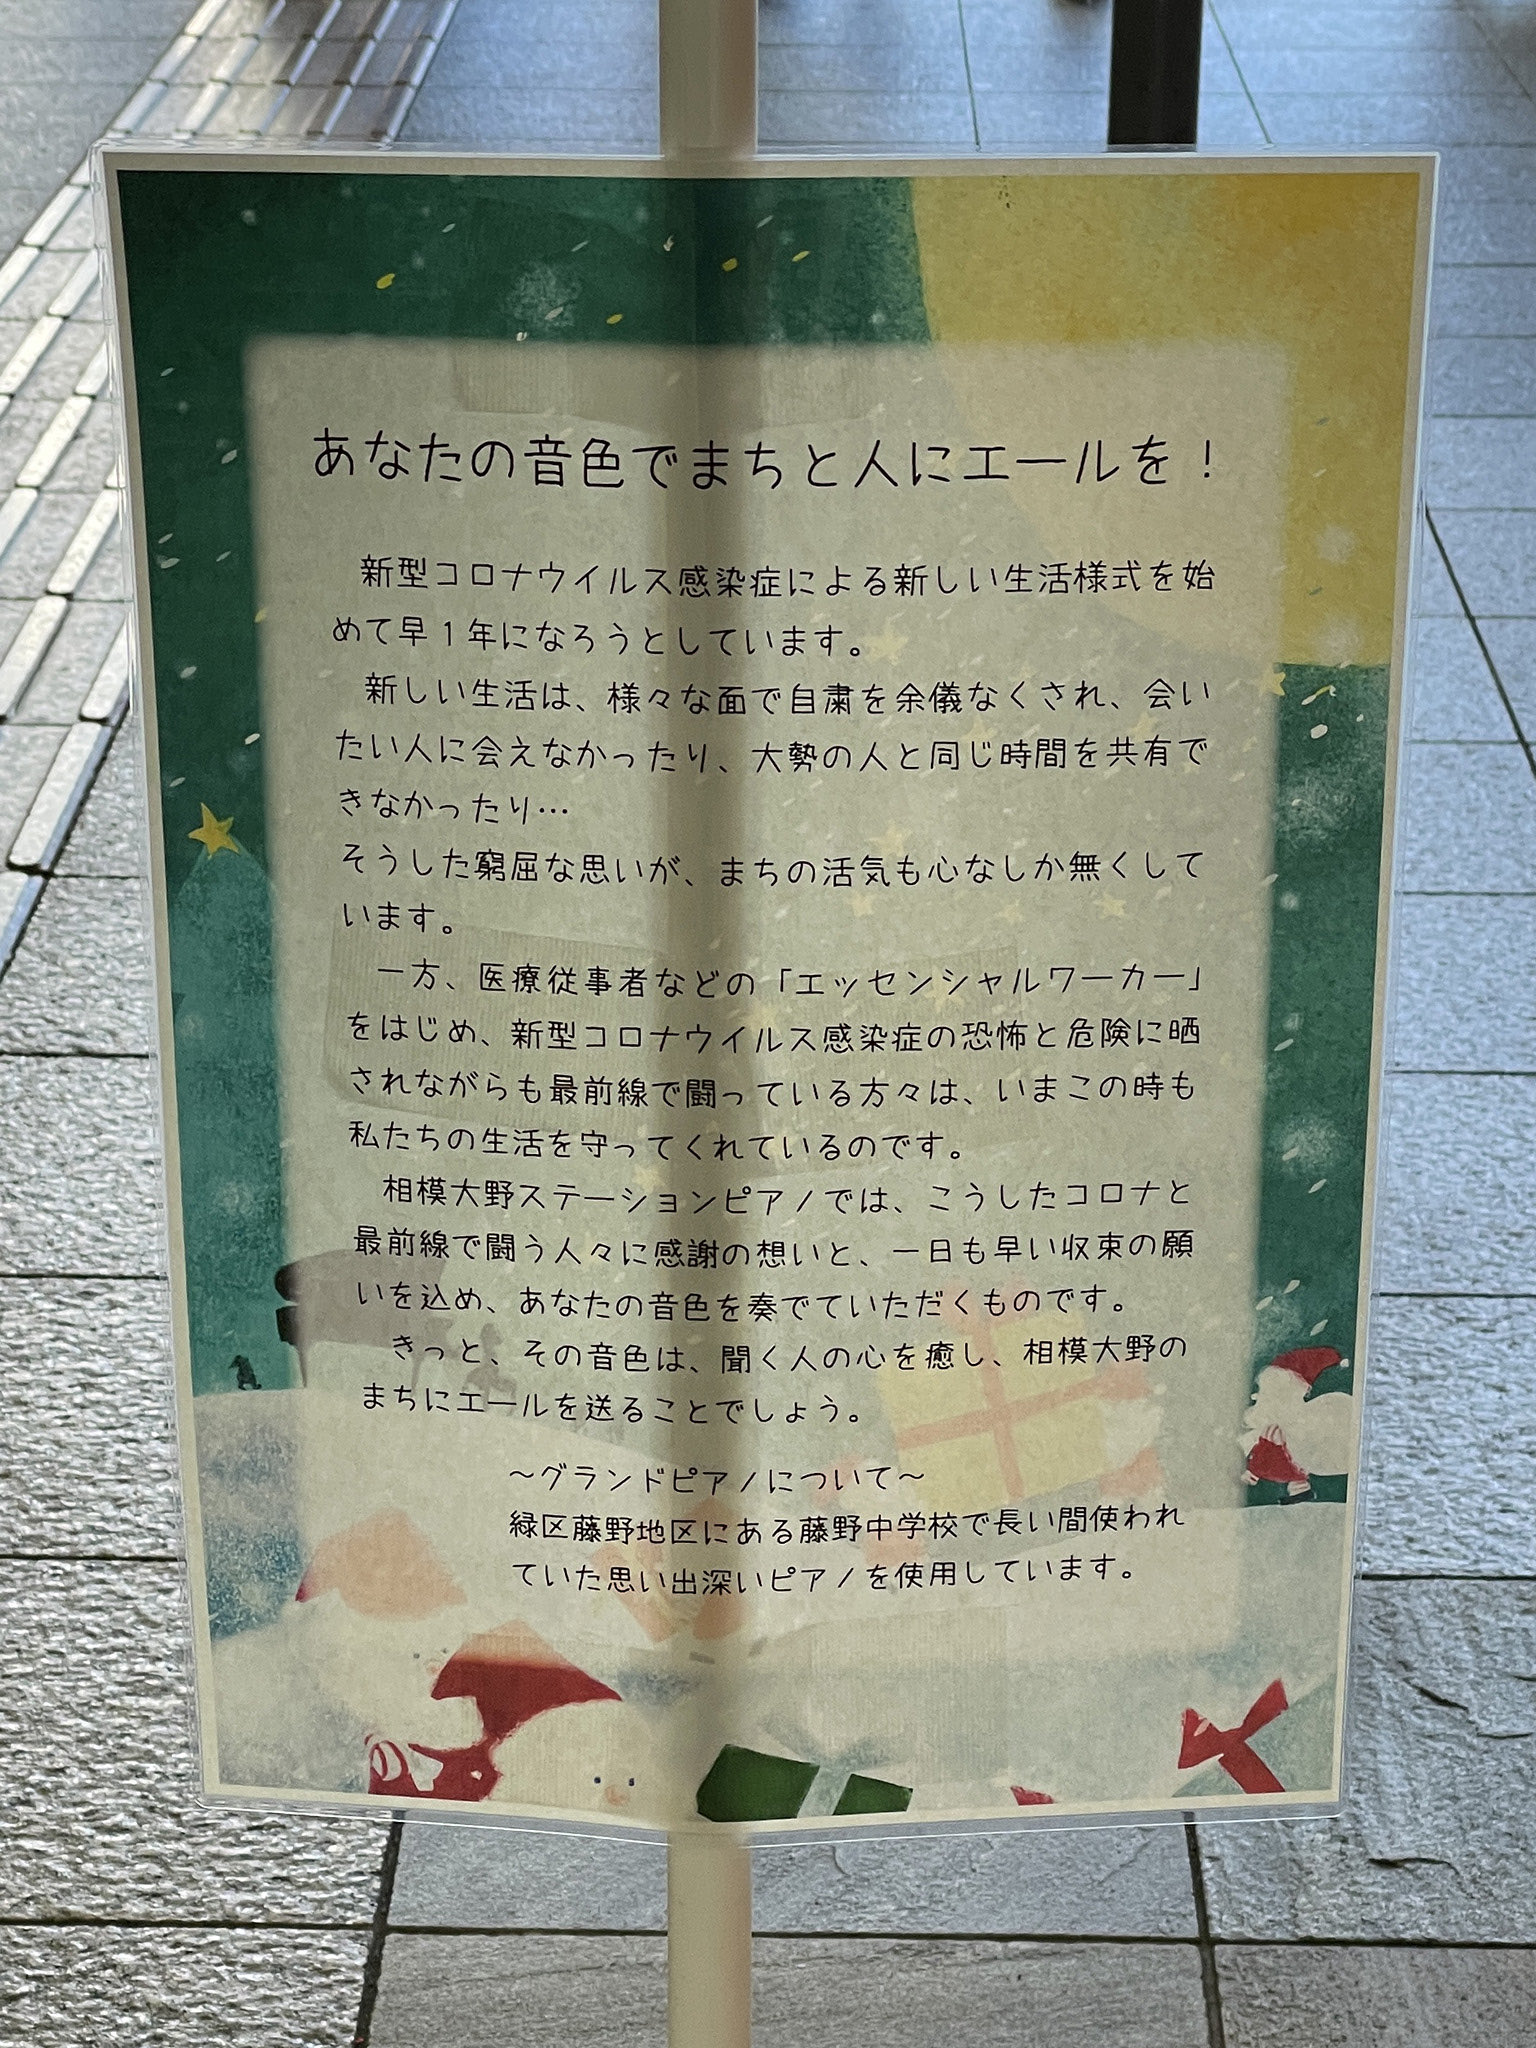 あなたの音色でまちと人にエールを！
新型コロナウイルス感染症による新しい生活様式を始
めて早１年になろうとしています。
新しい生活は、様々な面で自粛を余儀なくされ、会い
たい人に会えなかったり、大勢の人と同じ時間を共有で
きなかったり…
そうした窮屈な思いが、まちの活気も心なしか無くして
います。
一方、医療従事者などの「エッセンシャルワーカー」
をはじめ、新型コロナウイルス感染症の恐怖と危険に晒
されながらも最前線で闘っている方々は、いまこの時も
私たちの生活を守ってくれているのです。
相模大野ステーションピアノでは、こうしたコロナと
最前線で闘う人々に感謝の想いと、一日も早い収束の願
いを込め、あなたの音色を奏でていただくものです。
きっと、その音色は、聞く人の心を癒し、相模大野の
まちにエールを送ることでしょう。
～グランドピアノについて～
緑区藤野地区にある藤野中学校で長い間使われ
ていた思い出深いピアノを使用しています。